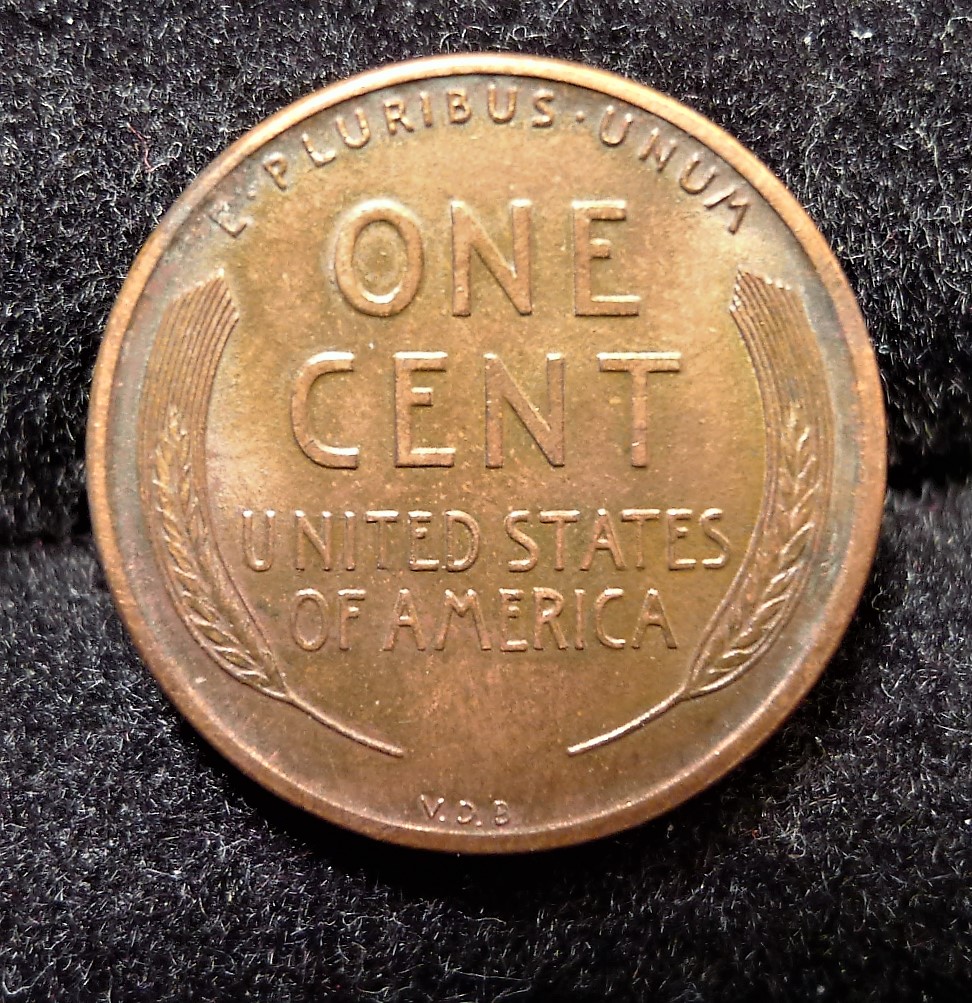 E·PLURIBUS·UNUM
ONE
CENT
UNITED STATES
OF AMERICA
V.D.B